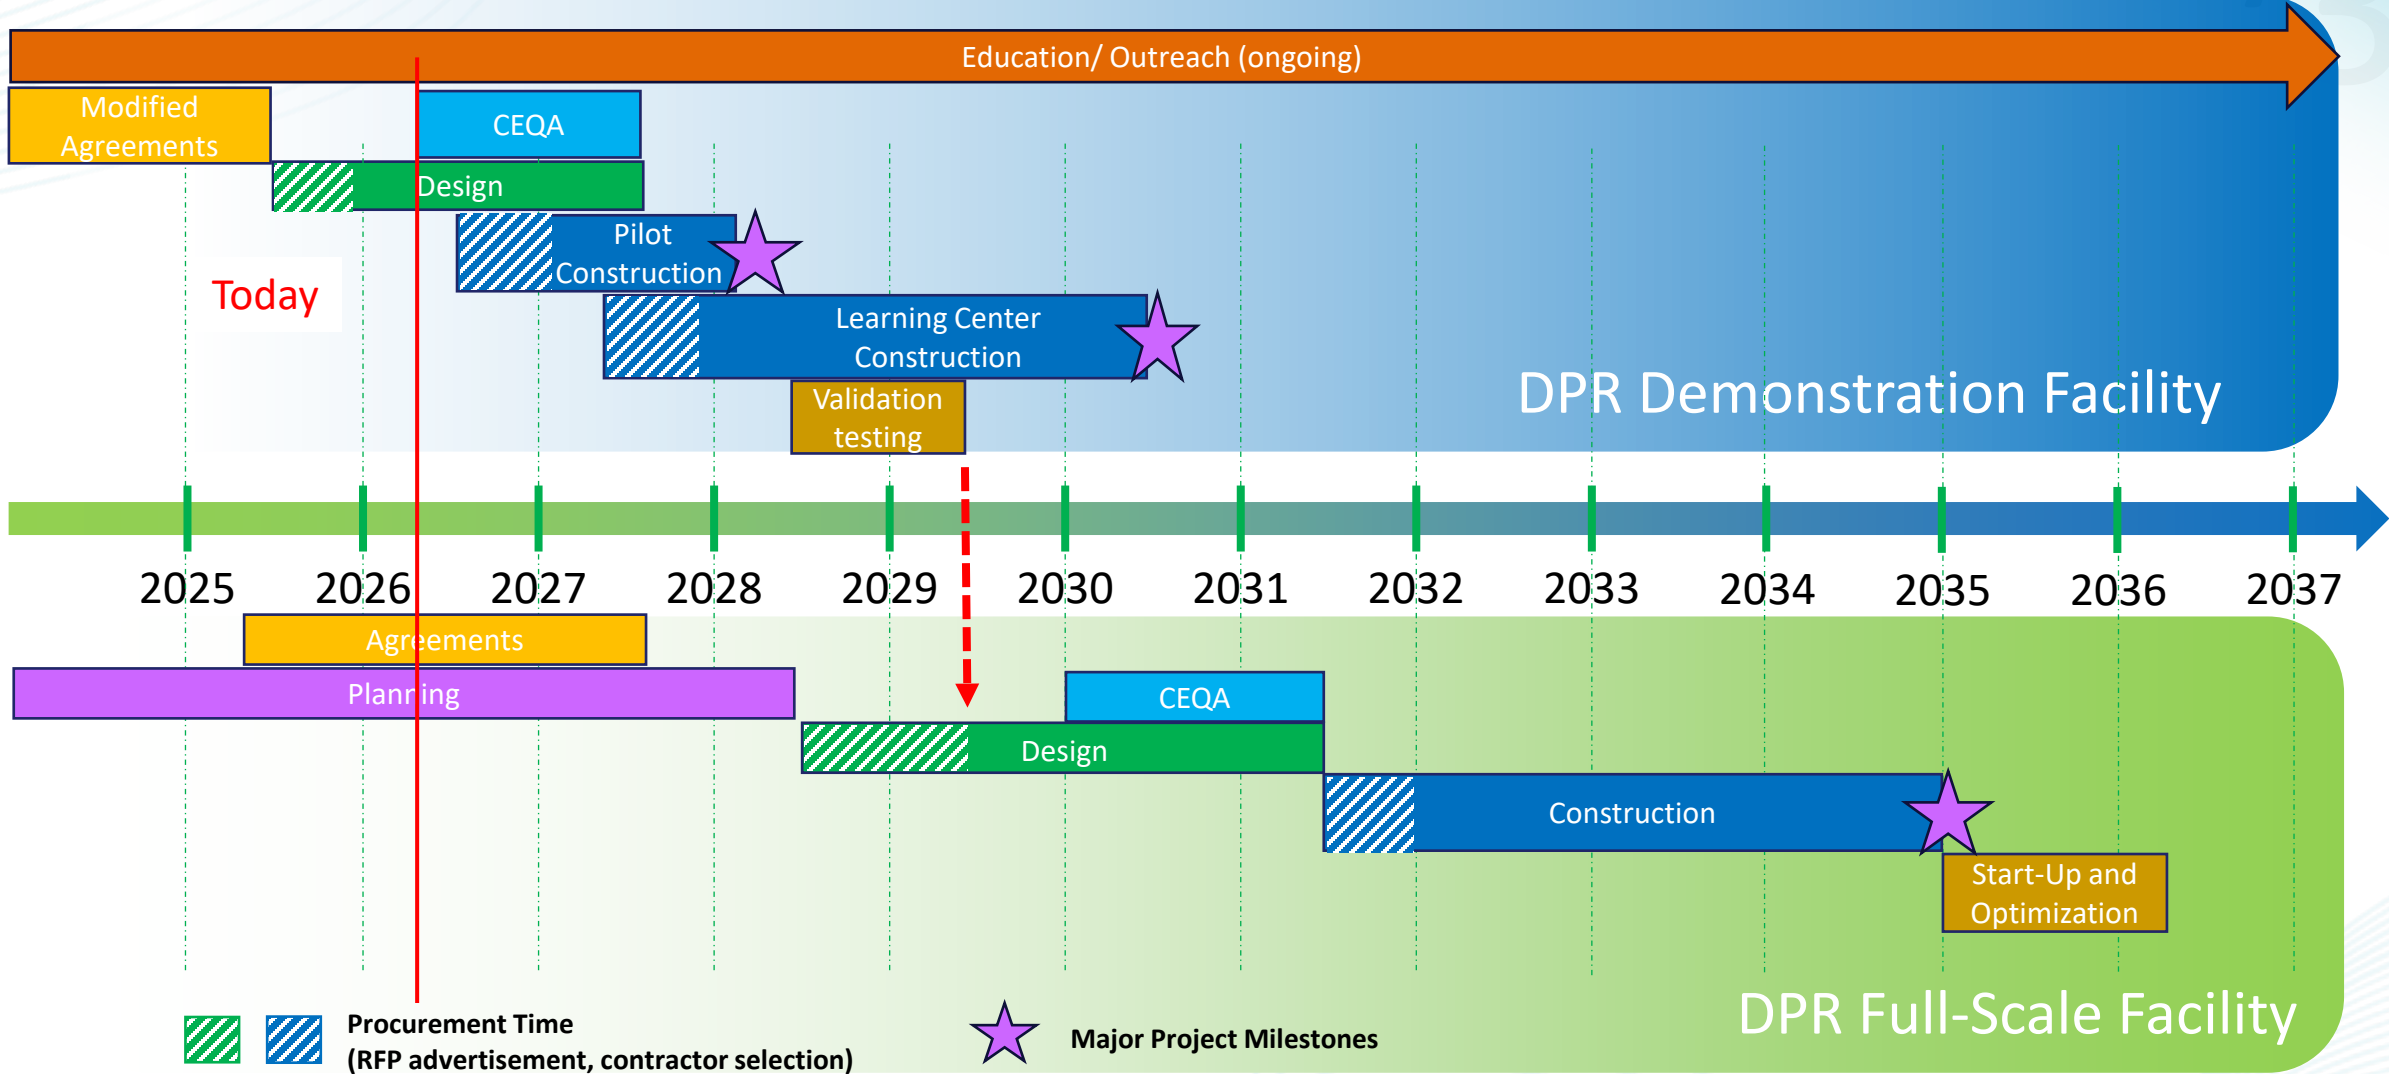 Education/ Outreach (ongoing)
Modified
Agreements
CEQA
Design
Pilot
Construction
Today
Learning Center
Construction
Validation
testing
DPR Demonstration Facility
2025 2026 2027 2028 2029 2030 2031 2032 2033 2034 2035 2036 2037
Agreements
Planning
CEQA
Design
Construction
Start-Up and
Optimization
DPR Full-Scale Facility
Procurement Time
(RFP advertisement, contractor selection)
Major Project Milestones